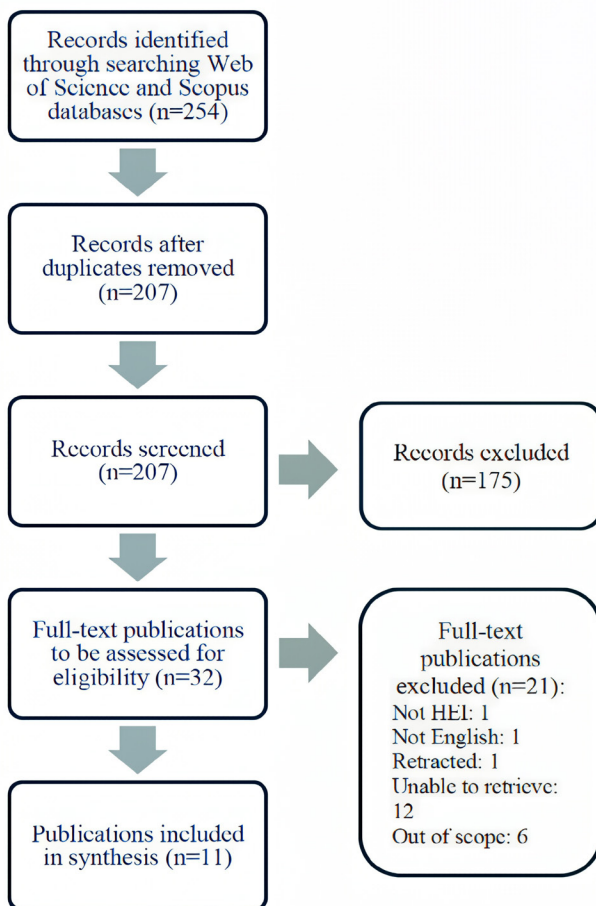 Records identified
through searching Web
of Science and Scopus
databases (n=254)
Records after
duplicates removed
(n=207)
Records screened
(n=207)
Records excluded
(n=175)
Full-text publications
to be assessed for
eligibility (n=32)
Full-text
publications
excluded (n=21):
Not HEI: 1
Not English: 1
Retracted: 1
Unable to retrieve:
12
Out of scope: 6
Publications included
in synthesis (n=11)